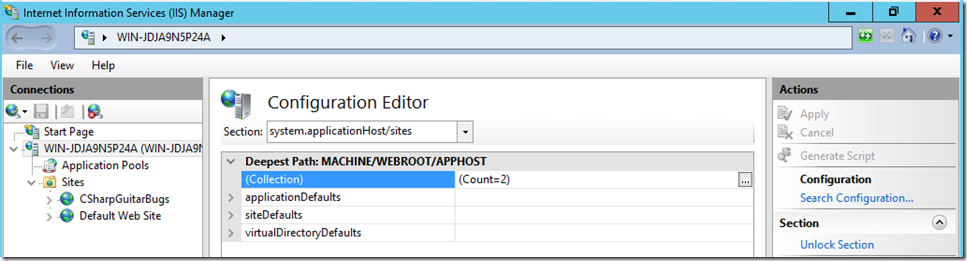 Internet Information Services (IIS) Manager
WIN-JDJA9N5P24A
File View Help
Connections
Start Page
WIN-JDJA9N5P24A (WIN-JDJA9N5
Application Pools
Sites
CSharpGuitarBugs
Default Web Site
Configuration Editor
Section: system.applicationHost/sites
Deepest Path: MACHINE/WEBROOT/APPHOST
(Collection) (Count=2) ...
applicationDefaults
siteDefaults
virtualDirectoryDefaults
Actions
Apply
Cancel
Generate Script
Configuration
Search Configuration...
Section
Unlock Section